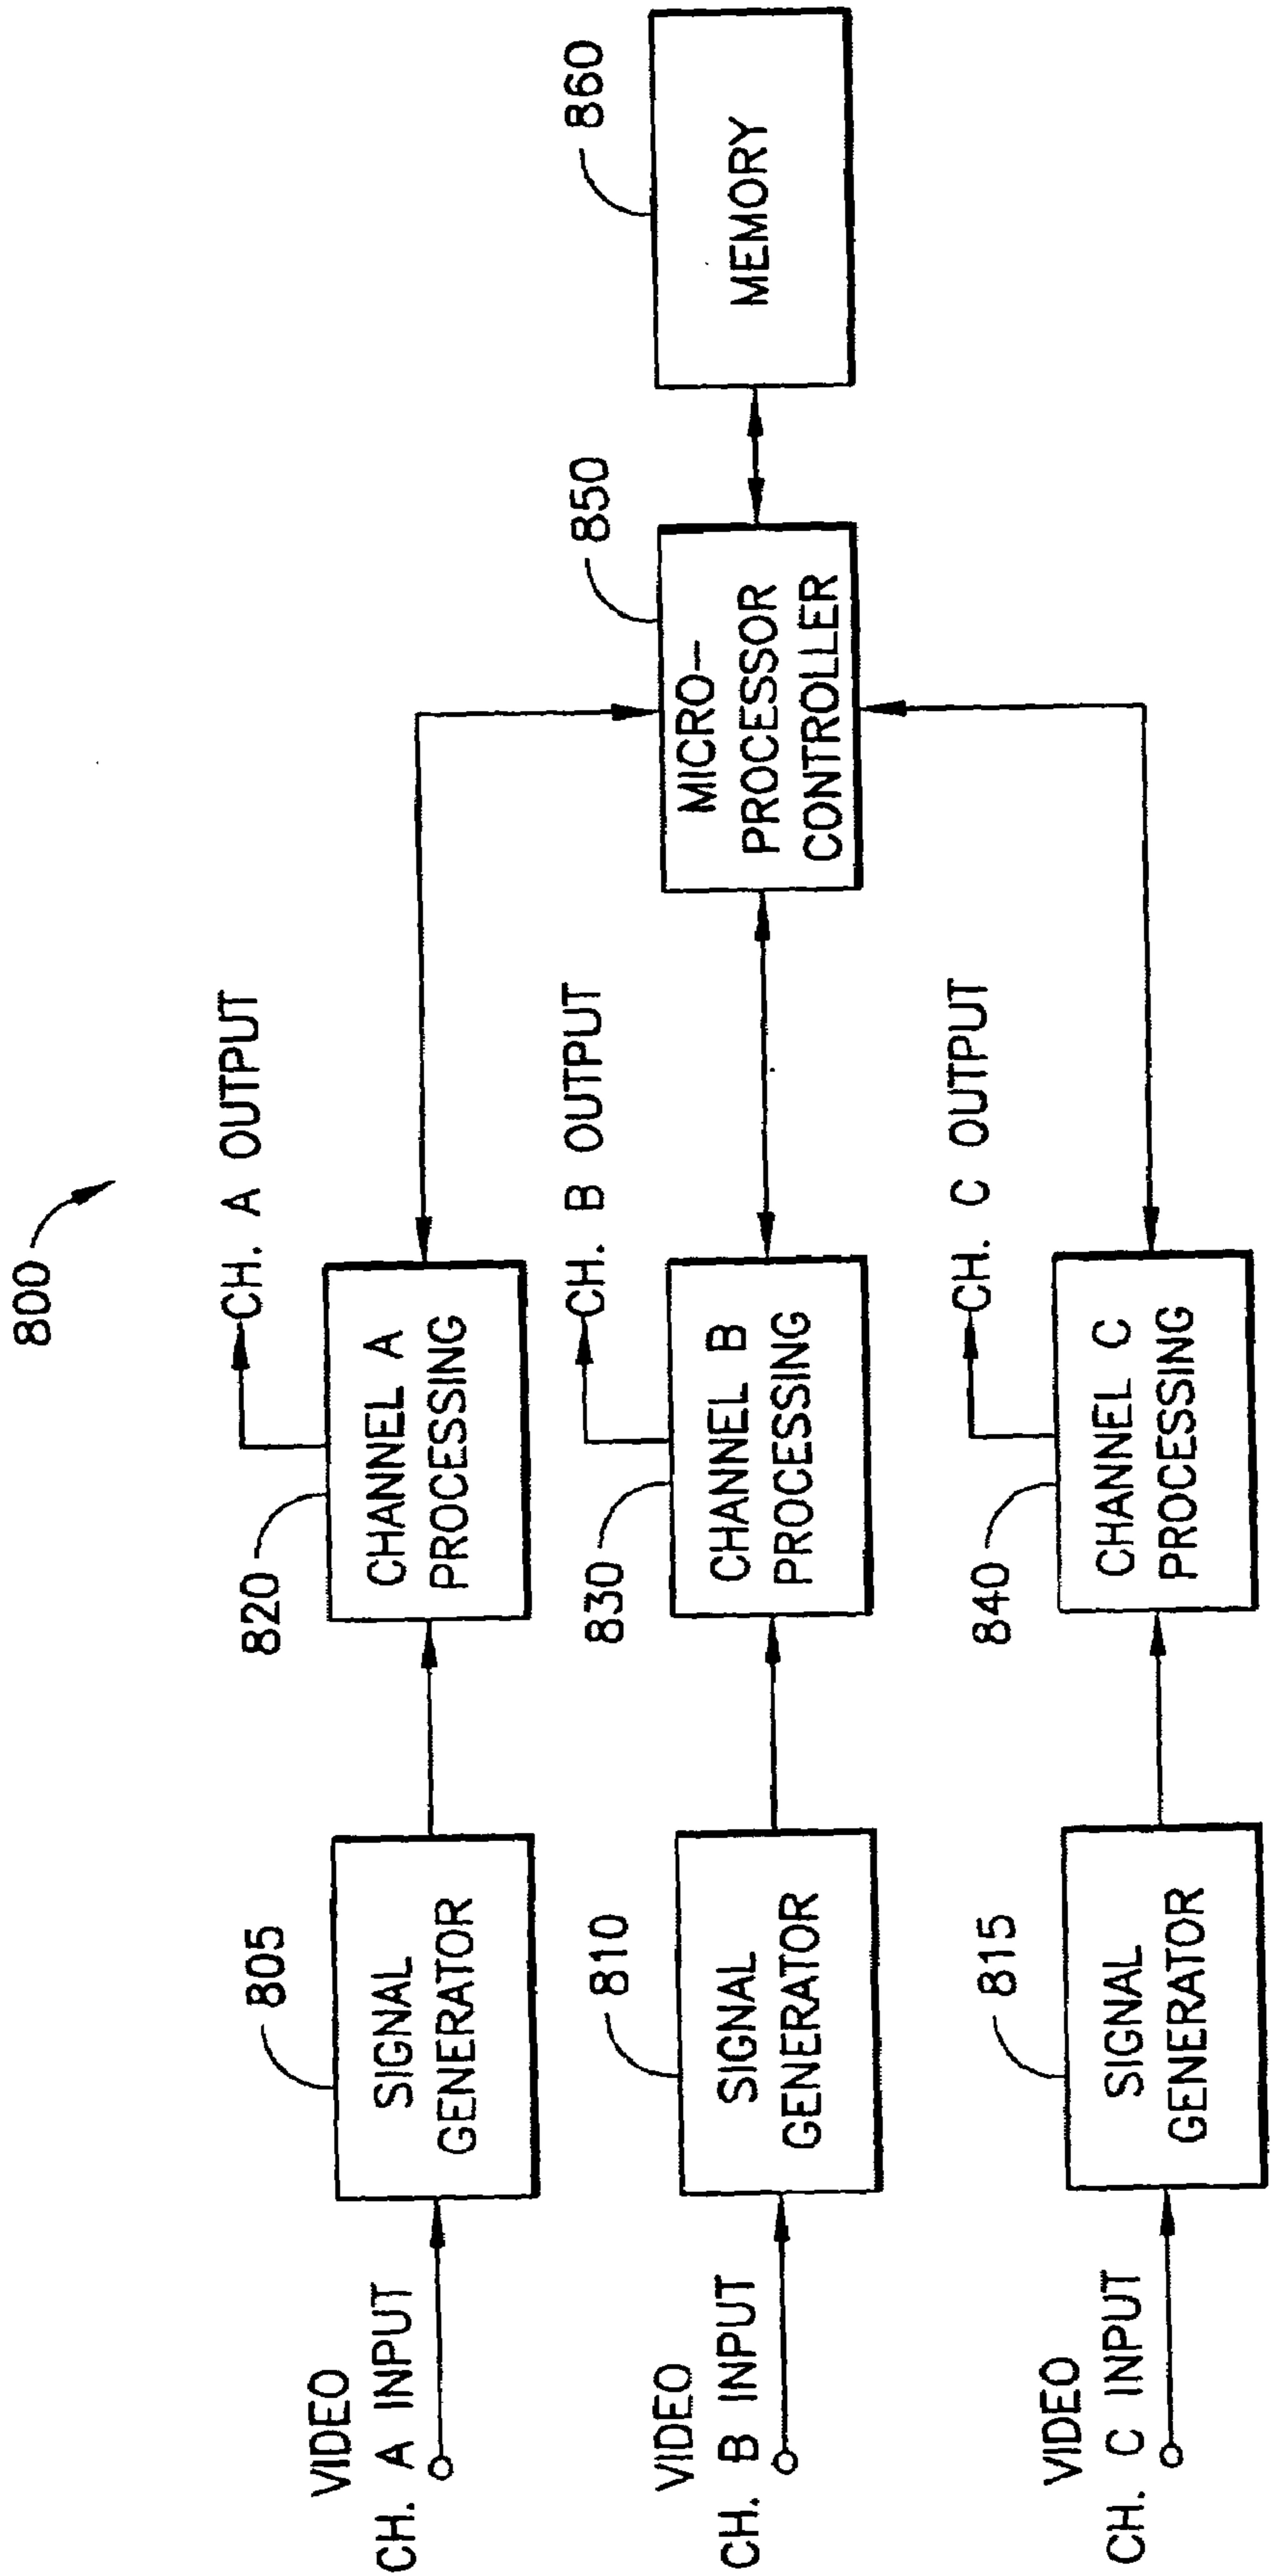 800
VIDEO
CH. A INPUT
805
SIGNAL
GENERATOR
820
CHANNEL A
PROCESSING
CH. A OUTPUT
VIDEO
CH. B INPUT
810
SIGNAL
GENERATOR
830
CHANNEL B
PROCESSING
CH. B OUTPUT
850
MICRO-
PROCESSOR
CONTROLLER
860
MEMORY
VIDEO
CH. C INPUT
815
SIGNAL
GENERATOR
840
CHANNEL C
PROCESSING
CH. C OUTPUT